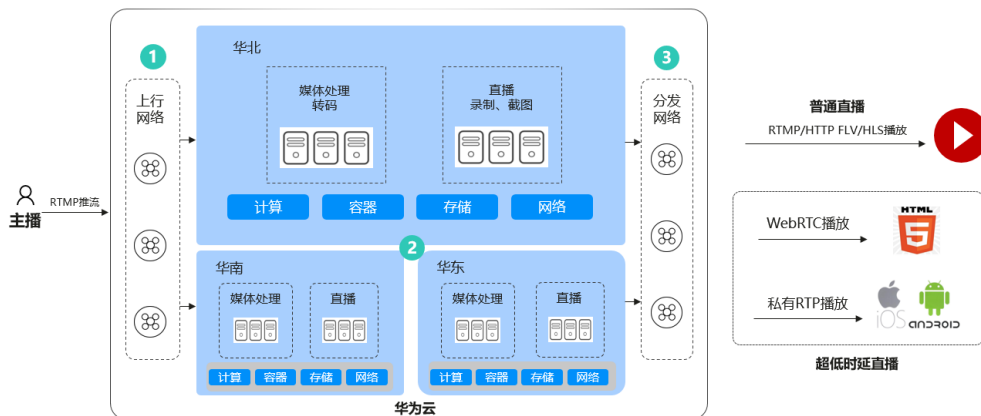 主播
RTMP推流
1
上行
网络
华北
媒体处理
转码
直播
录制、截图
计算
容器
存储
网络
2
华南
媒体处理
直播
计算
容器
存储
网络
华东
媒体处理
直播
计算
容器
存储
网络
华为云
3
分发
网络
普通直播
RTMP/HTTP FLV/HLS播放
WebRTC播放
HTML
5
私有RTP播放
iOS
ANDROID
超低时延直播